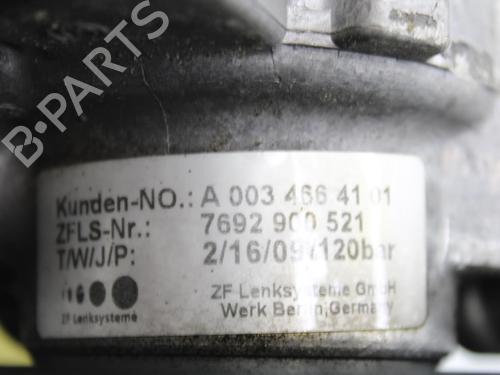 B-PARTS
Kunden-NO.: A 003 466 41 01
ZFLS-Nr.: 7692 900 521
T/W/J/P: 2/16/09/120bar
ZF Lenksysteme GmbH
Werk Berlin,Germany
ZF Lenksysteme